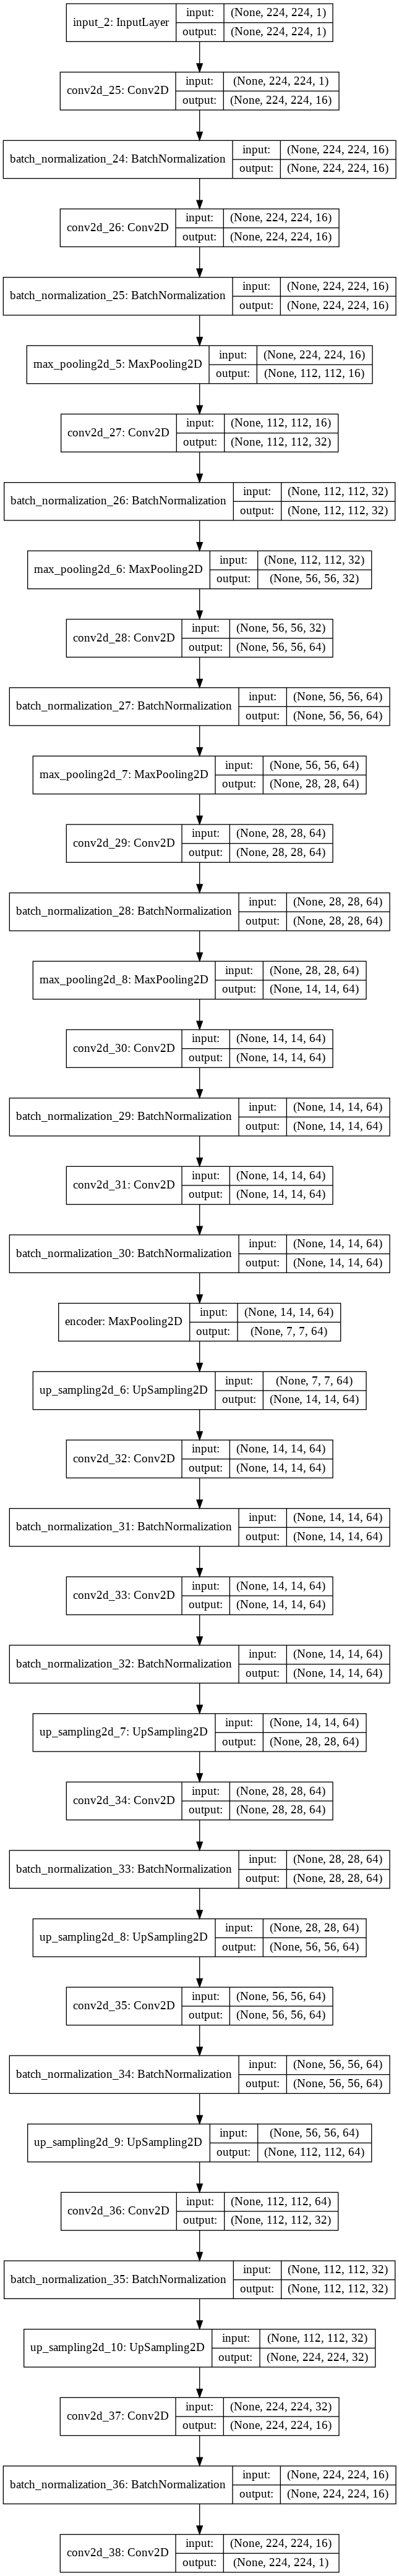 input_2: InputLayer
input: (None, 224, 224, 1)
output: (None, 224, 224, 1)
conv2d_25: Conv2D
input: (None, 224, 224, 1)
output: (None, 224, 224, 16)
batch_normalization_24: BatchNormalization
input: (None, 224, 224, 16)
output: (None, 224, 224, 16)
conv2d_26: Conv2D
input: (None, 224, 224, 16)
output: (None, 224, 224, 16)
batch_normalization_25: BatchNormalization
input: (None, 224, 224, 16)
output: (None, 224, 224, 16)
max_pooling2d_5: MaxPooling2D
input: (None, 224, 224, 16)
output: (None, 112, 112, 16)
conv2d_27: Conv2D
input: (None, 112, 112, 16)
output: (None, 112, 112, 32)
batch_normalization_26: BatchNormalization
input: (None, 112, 112, 32)
output: (None, 112, 112, 32)
max_pooling2d_6: MaxPooling2D
input: (None, 112, 112, 32)
output: (None, 56, 56, 32)
conv2d_28: Conv2D
input: (None, 56, 56, 32)
output: (None, 56, 56, 64)
batch_normalization_27: BatchNormalization
input: (None, 56, 56, 64)
output: (None, 56, 56, 64)
max_pooling2d_7: MaxPooling2D
input: (None, 56, 56, 64)
output: (None, 28, 28, 64)
conv2d_29: Conv2D
input: (None, 28, 28, 64)
output: (None, 28, 28, 64)
batch_normalization_28: BatchNormalization
input: (None, 28, 28, 64)
output: (None, 28, 28, 64)
max_pooling2d_8: MaxPooling2D
input: (None, 28, 28, 64)
output: (None, 14, 14, 64)
conv2d_30: Conv2D
input: (None, 14, 14, 64)
output: (None, 14, 14, 64)
batch_normalization_29: BatchNormalization
input: (None, 14, 14, 64)
output: (None, 14, 14, 64)
conv2d_31: Conv2D
input: (None, 14, 14, 64)
output: (None, 14, 14, 64)
batch_normalization_30: BatchNormalization
input: (None, 14, 14, 64)
output: (None, 14, 14, 64)
encoder: MaxPooling2D
input: (None, 14, 14, 64)
output: (None, 7, 7, 64)
up_sampling2d_6: UpSampling2D
input: (None, 7, 7, 64)
output: (None, 14, 14, 64)
conv2d_32: Conv2D
input: (None, 14, 14, 64)
output: (None, 14, 14, 64)
batch_normalization_31: BatchNormalization
input: (None, 14, 14, 64)
output: (None, 14, 14, 64)
conv2d_33: Conv2D
input: (None, 14, 14, 64)
output: (None, 14, 14, 64)
batch_normalization_32: BatchNormalization
input: (None, 14, 14, 64)
output: (None, 14, 14, 64)
up_sampling2d_7: UpSampling2D
input: (None, 14, 14, 64)
output: (None, 28, 28, 64)
conv2d_34: Conv2D
input: (None, 28, 28, 64)
output: (None, 28, 28, 64)
batch_normalization_33: BatchNormalization
input: (None, 28, 28, 64)
output: (None, 28, 28, 64)
up_sampling2d_8: UpSampling2D
input: (None, 28, 28, 64)
output: (None, 56, 56, 64)
conv2d_35: Conv2D
input: (None, 56, 56, 64)
output: (None, 56, 56, 64)
batch_normalization_34: BatchNormalization
input: (None, 56, 56, 64)
output: (None, 56, 56, 64)
up_sampling2d_9: UpSampling2D
input: (None, 56, 56, 64)
output: (None, 112, 112, 64)
conv2d_36: Conv2D
input: (None, 112, 112, 64)
output: (None, 112, 112, 32)
batch_normalization_35: BatchNormalization
input: (None, 112, 112, 32)
output: (None, 112, 112, 32)
up_sampling2d_10: UpSampling2D
input: (None, 112, 112, 32)
output: (None, 224, 224, 32)
conv2d_37: Conv2D
input: (None, 224, 224, 32)
output: (None, 224, 224, 16)
batch_normalization_36: BatchNormalization
input: (None, 224, 224, 16)
output: (None, 224, 224, 16)
conv2d_38: Conv2D
input: (None, 224, 224, 16)
output: (None, 224, 224, 1)